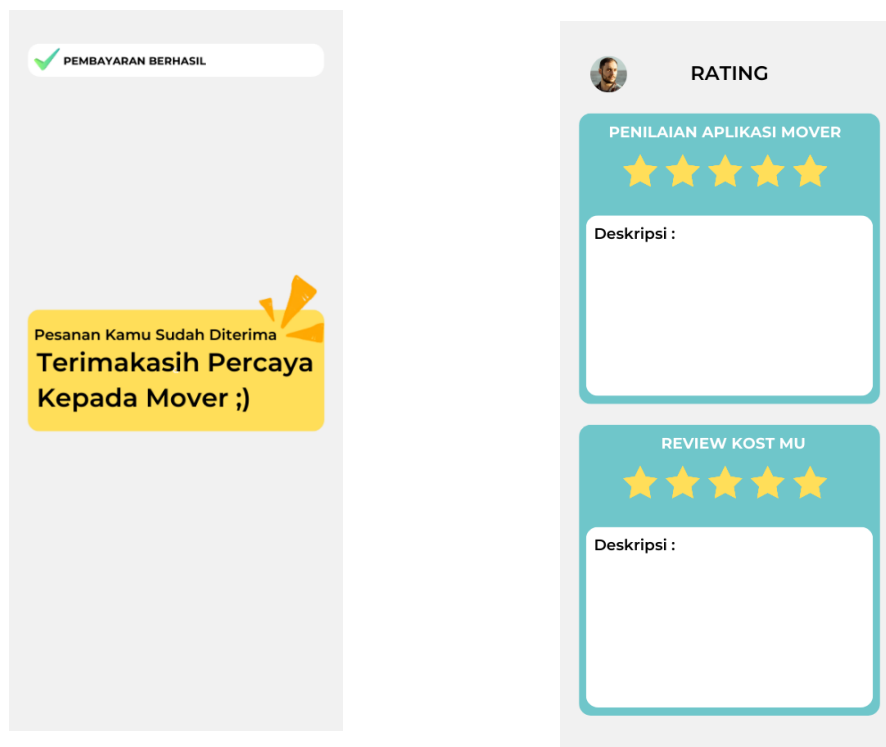 PEMBAYARAN BERHASIL
Pesanan Kamu Sudah Diterima
Terimakasih Percaya
Kepada Mover ;)
RATING
PENILAIAN APLIKASI MOVER
Deskripsi :
REVIEW KOST MU
Deskripsi :